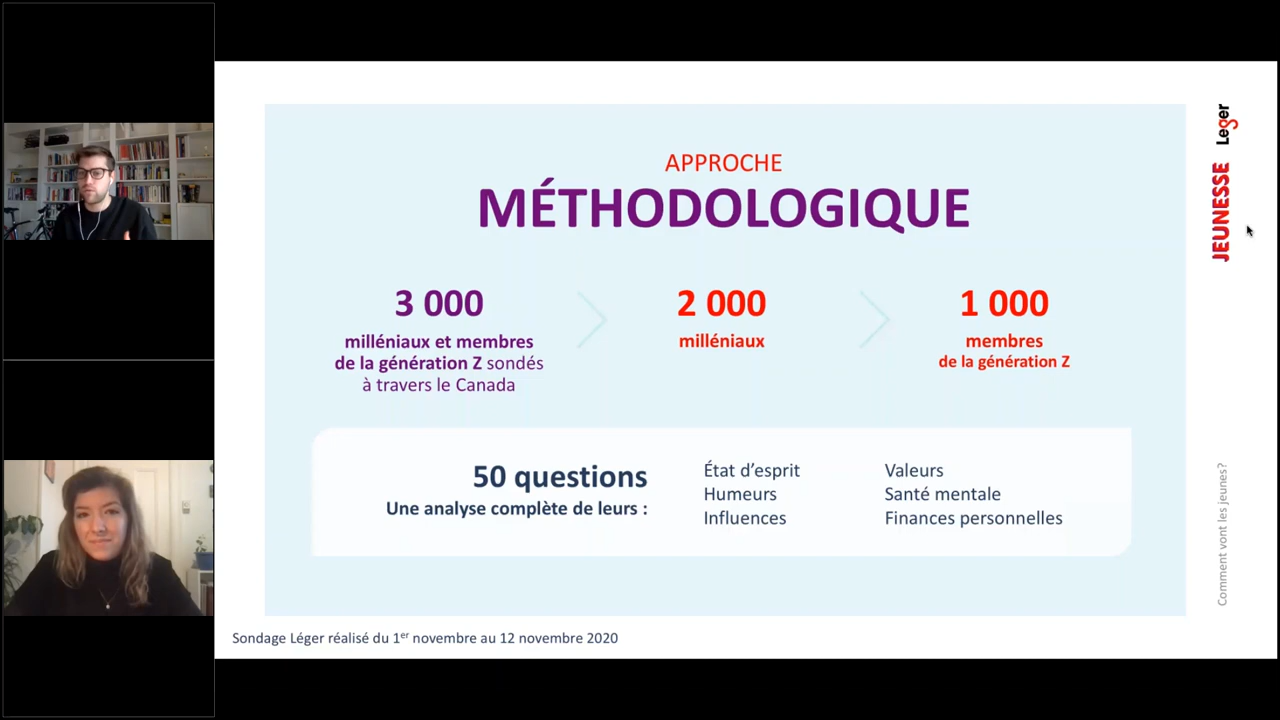 APPROCHE
MÉTHODOLOGIQUE
3 000
milléniaux et membres
de la génération Z sondés
à travers le Canada
2 000
milléniaux
1 000
membres
de la génération Z
50 questions
Une analyse complète de leurs :
État d’esprit
Humeurs
Influences
Valeurs
Santé mentale
Finances personnelles
Sondage Léger réalisé du 1er novembre au 12 novembre 2020
JEUNESSE Leger
Comment vont les jeunes?